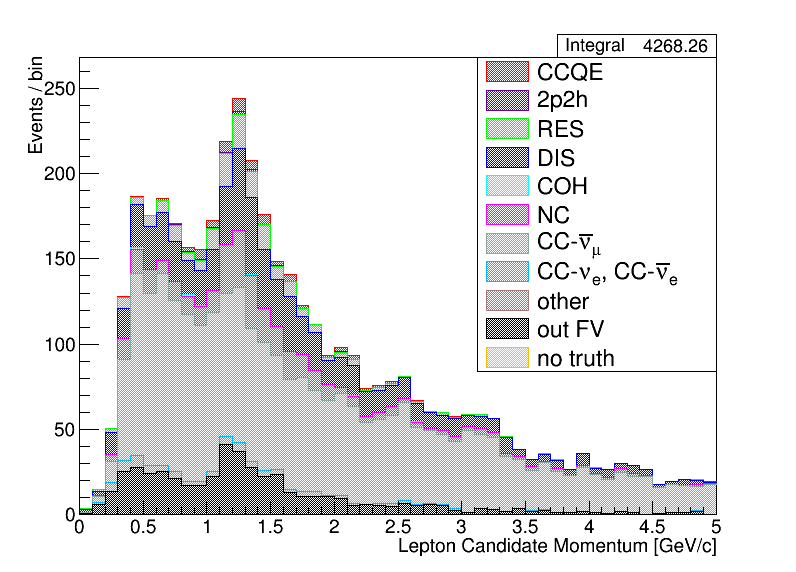 Integral 4268.26
Events / bin
250
200
150
100
50
0
CCQE
2p2h
RES
DIS
COH
NC
CC-ν̅μ
CC-νe, CC-ν̅e
other
out FV
no truth
0 0.5 1 1.5 2 2.5 3 3.5 4 4.5 5
Lepton Candidate Momentum [GeV/c]